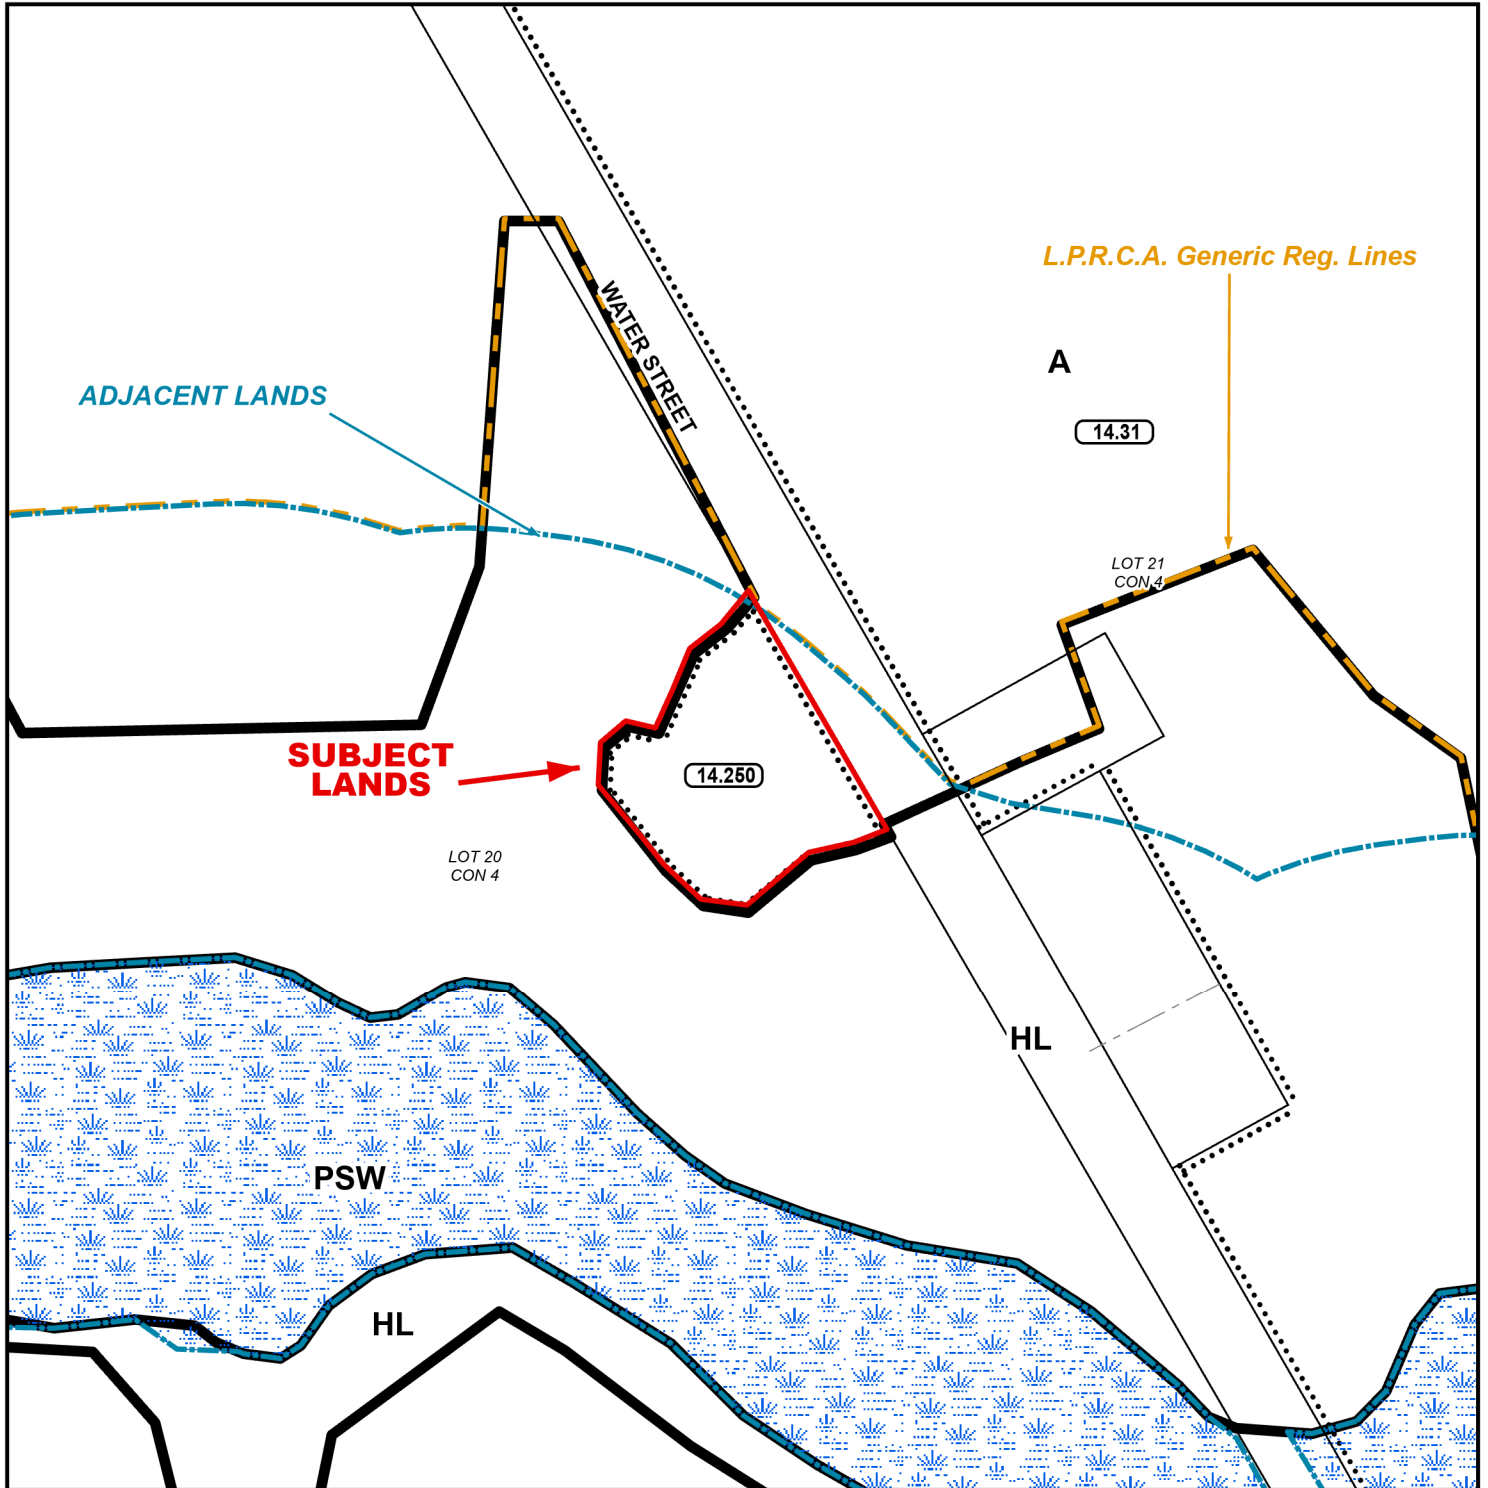 L.P.R.C.A. Generic Reg. Lines
WATER STREET
A
ADJACENT LANDS
14.31
LOT 21
CON 4
SUBJECT
LANDS
14.250
LOT 20
CON 4
HL
PSW
HL